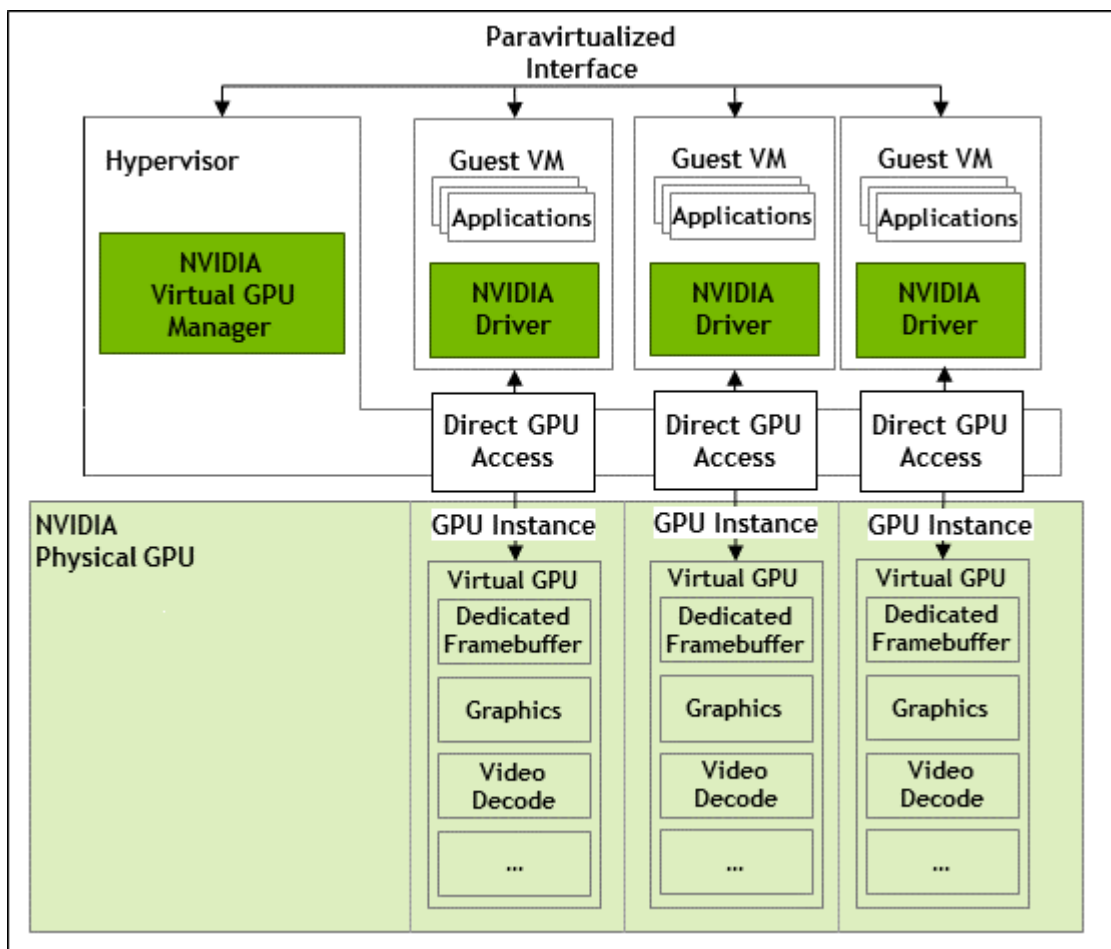 Paravirtualized
Interface
Hypervisor
NVIDIA
Virtual GPU
Manager
Guest VM
Applications
NVIDIA
Driver
Guest VM
Applications
NVIDIA
Driver
Guest VM
Applications
NVIDIA
Driver
Direct GPU
Access
Direct GPU
Access
Direct GPU
Access
NVIDIA
Physical GPU
GPU Instance
Virtual GPU
Dedicated
Framebuffer
Graphics
Video
Decode
...
GPU Instance
Virtual GPU
Dedicated
Framebuffer
Graphics
Video
Decode
...
GPU Instance
Virtual GPU
Dedicated
Framebuffer
Graphics
Video
Decode
...